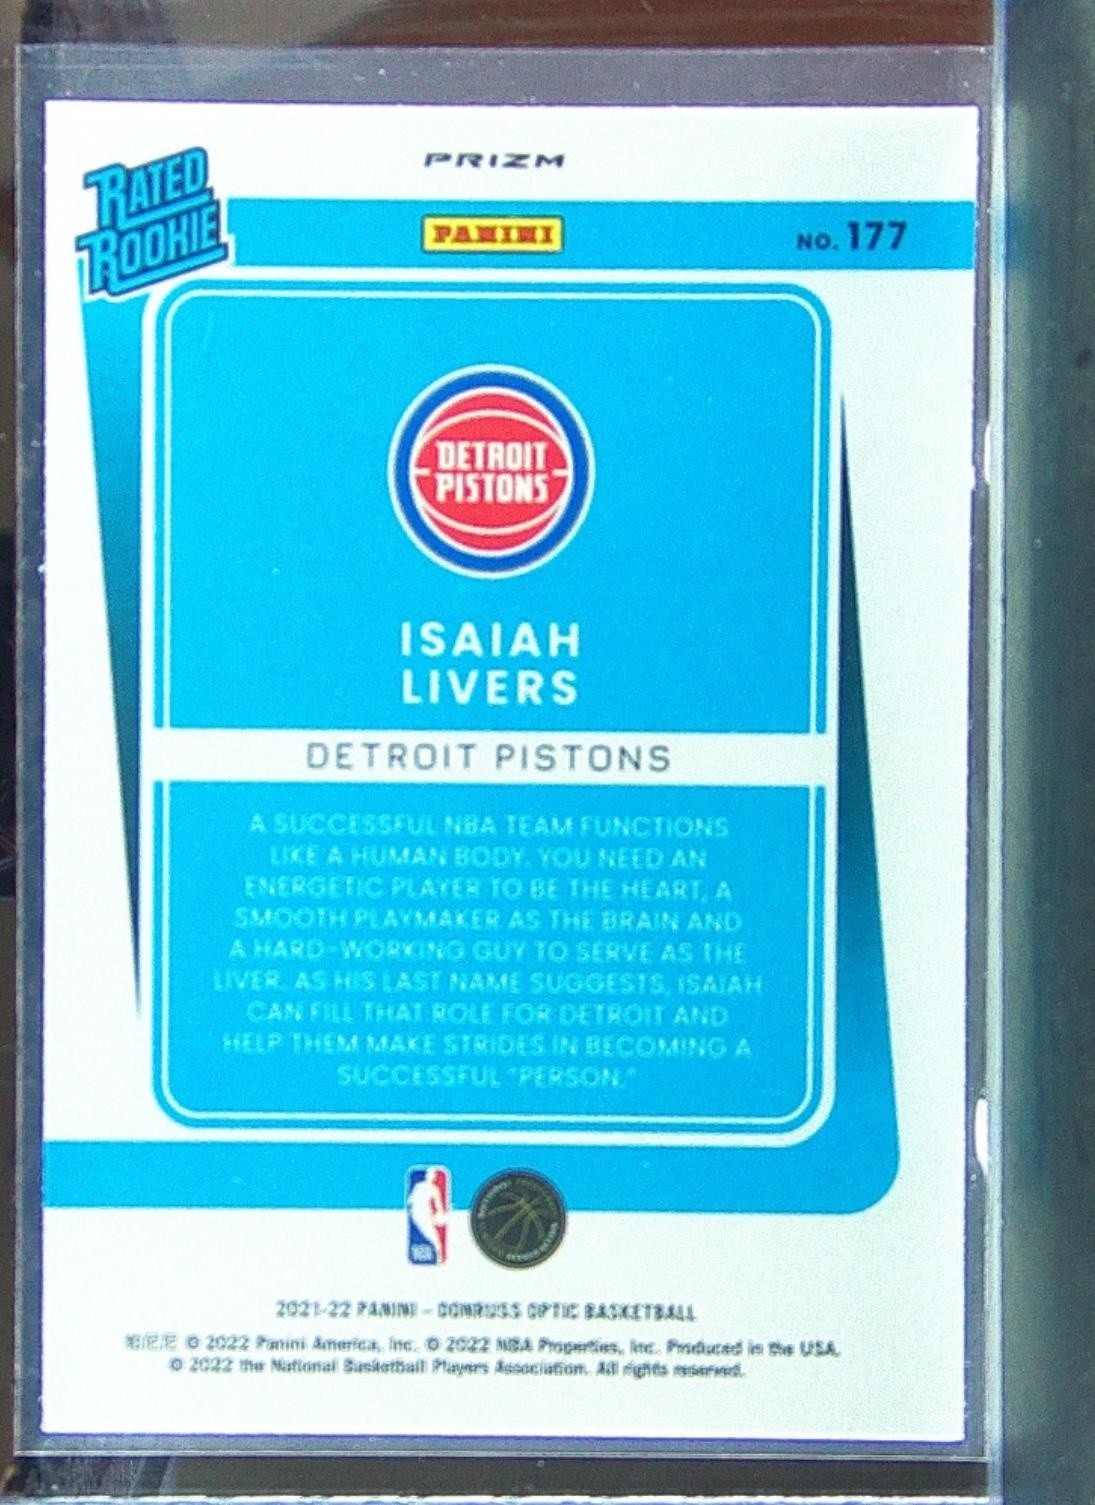 PRIZM
RATED
ROOKIE
PANINI
NO. 177
DETROIT
PISTONS
ISAIAH
LIVERS
DETROIT PISTONS
A SUCCESSFUL NBA TEAM FUNCTIONS
LIKE A HUMAN BODY. YOU NEED AN
ENERGETIC PLAYER TO BE THE HEART, A
SMOOTH PLAYMAKER AS THE BRAIN AND
A HARD-WORKING GUY TO SERVE AS THE
LIVER. AS HIS LAST NAME SUGGESTS, ISAIAH
CAN FILL THAT ROLE FOR DETROIT AND
HELP THEM MAKE STRIDES IN BECOMING A
SUCCESSFUL "PERSON."
NBA
2021-22 PANINI – DONRUSS OPTIC BASKETBALL
© 2022 Panini America, Inc. © 2022 NBA Properties, Inc. Produced in the USA.
© 2022 the National Basketball Players Association. All rights reserved.